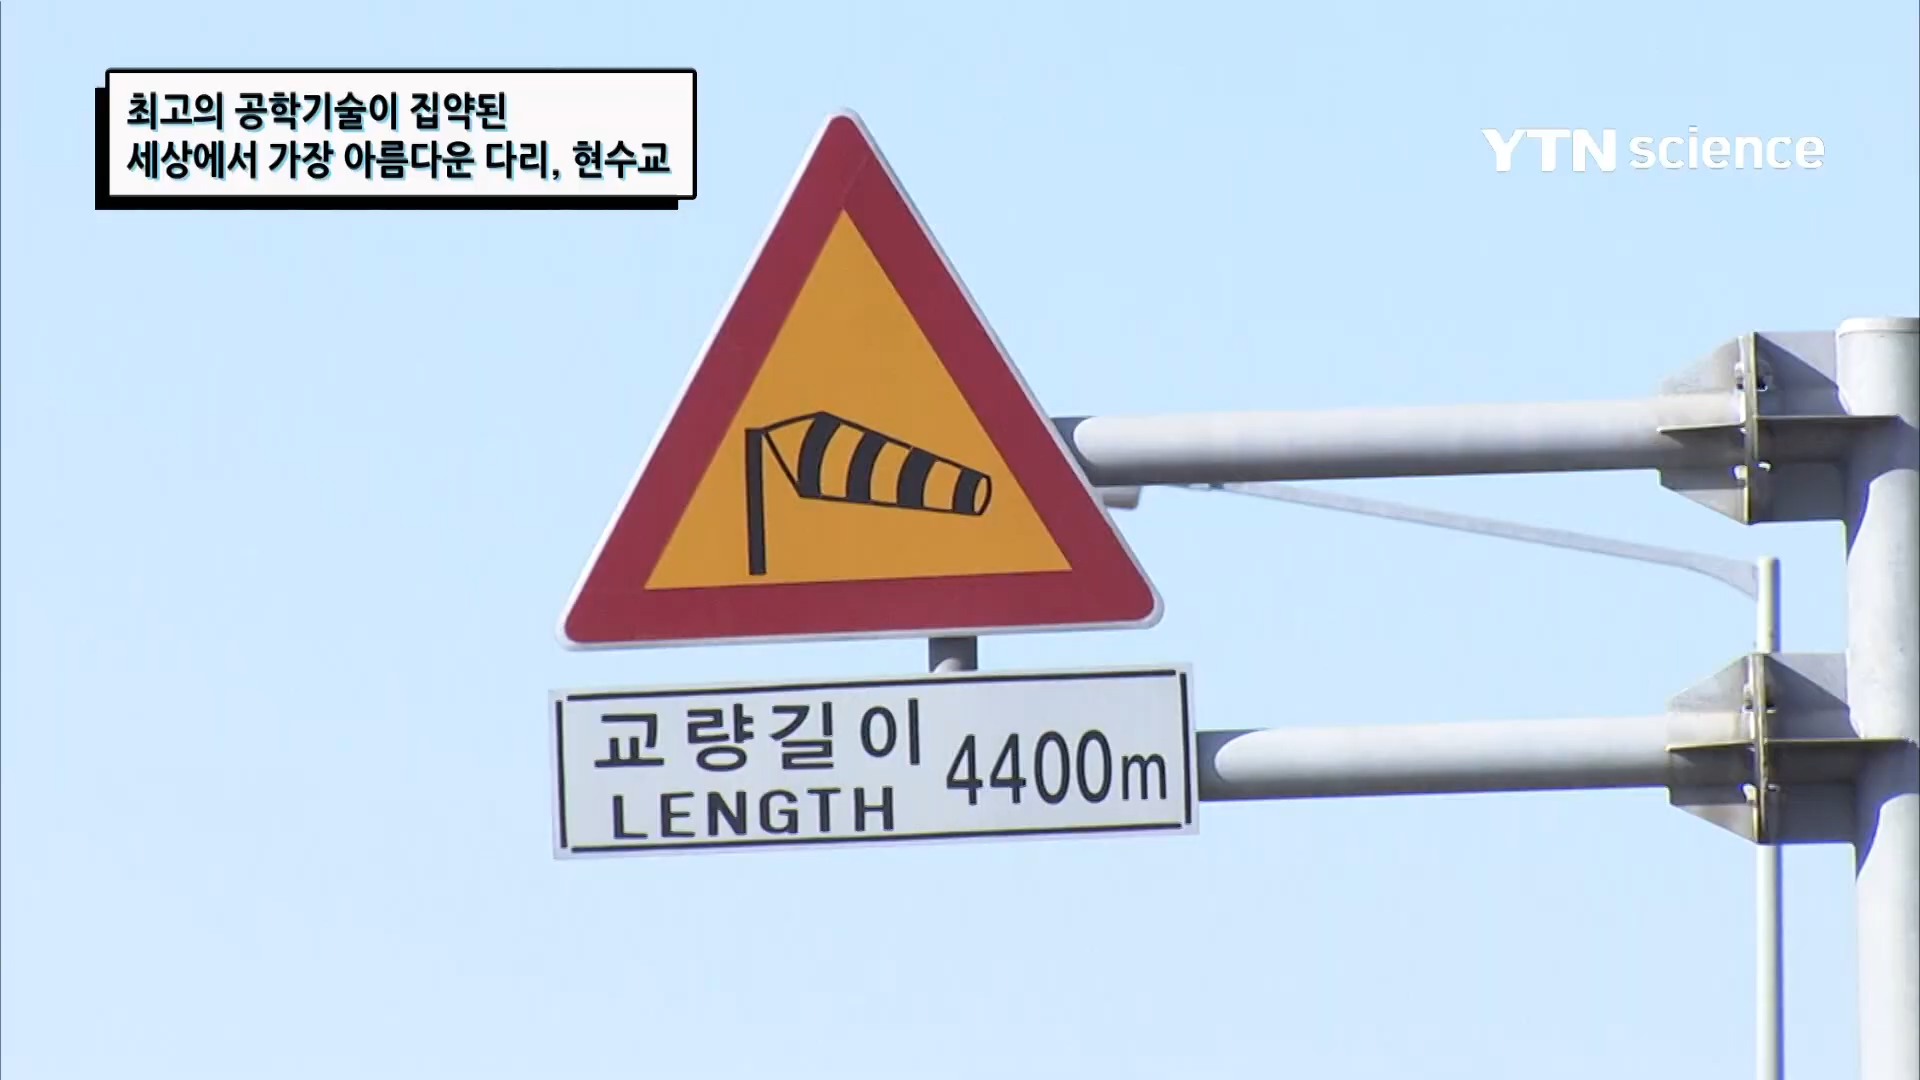 최고의 공학기술이 집약된
세상에서 가장 아름다운 다리, 현수교
YTN science
교량길이 4400m
LENGTH